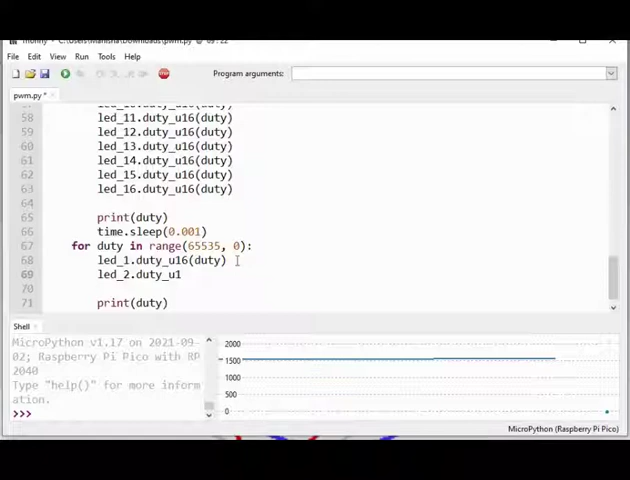 File Edit View Run Tools Help
Program arguments:
pwm.py *
58 led_11.duty_u16(duty)
59 led_12.duty_u16(duty)
60 led_13.duty_u16(duty)
61 led_14.duty_u16(duty)
62 led_15.duty_u16(duty)
63 led_16.duty_u16(duty)
64
65 print(duty)
66 time.sleep(0.001)
67 for duty in range(65535, 0):
68 led_1.duty_u16(duty)
69 led_2.duty_u1
70
71 print(duty)
Shell
MicroPython v1.17 on 2021-09-
02; Raspberry Pi Pico with RP
2040
Type "help()" for more inform
ation.
>>>
2000
1500
1000
500
0
MicroPython (Raspberry Pi Pico)